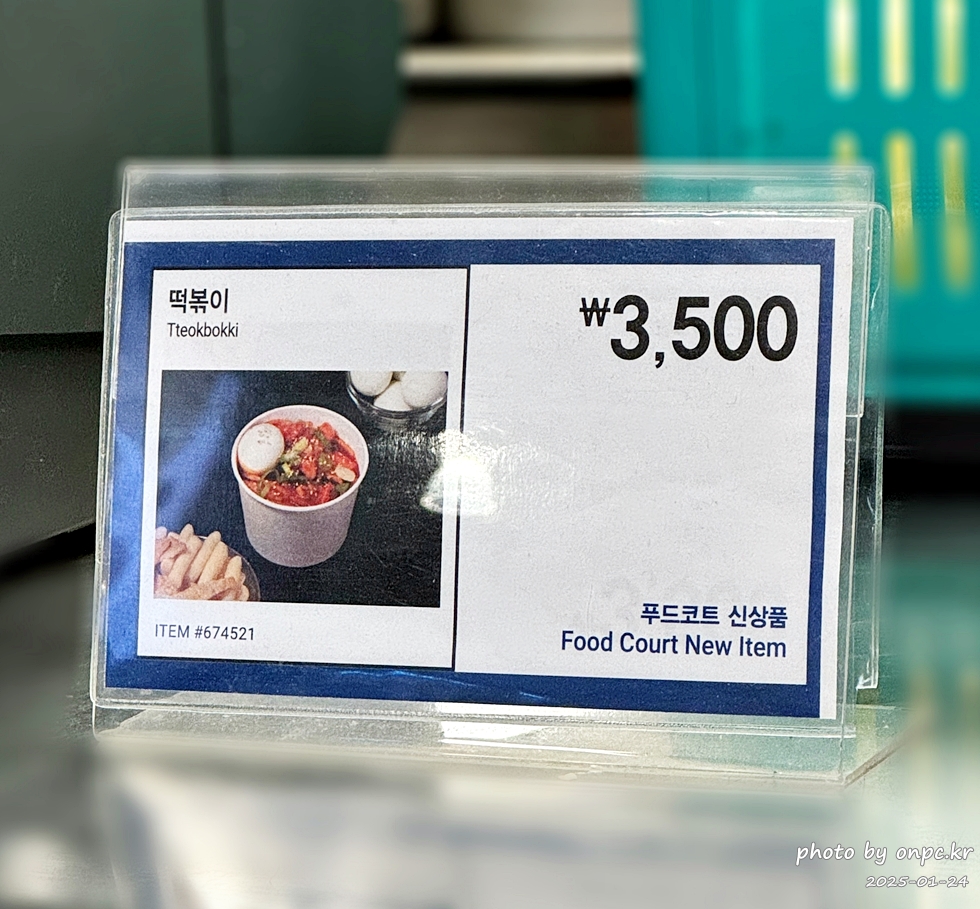 떡볶이
Tteokbokki
ITEM #674521
₩3,500
푸드코트 신상품
Food Court New Item
photo by onpc.kr
2025-01-24